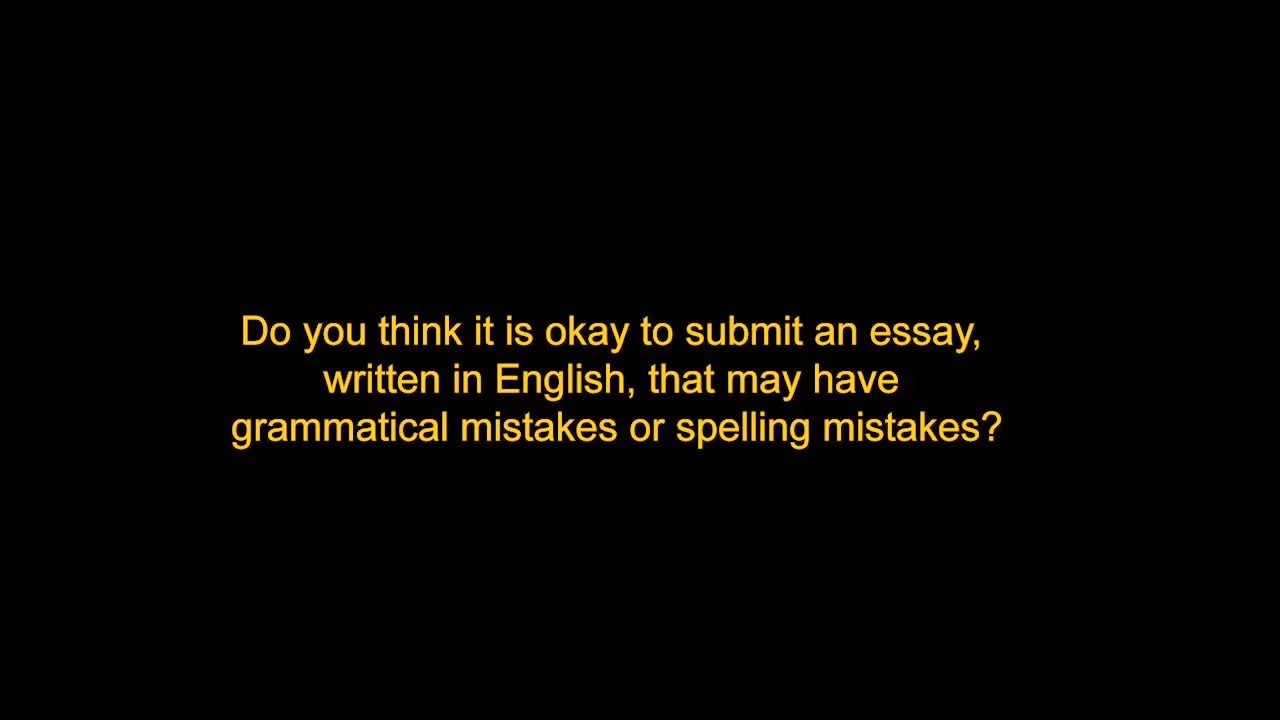 Do you think it is okay to submit an essay,
written in English, that may have
grammatical mistakes or spelling mistakes?